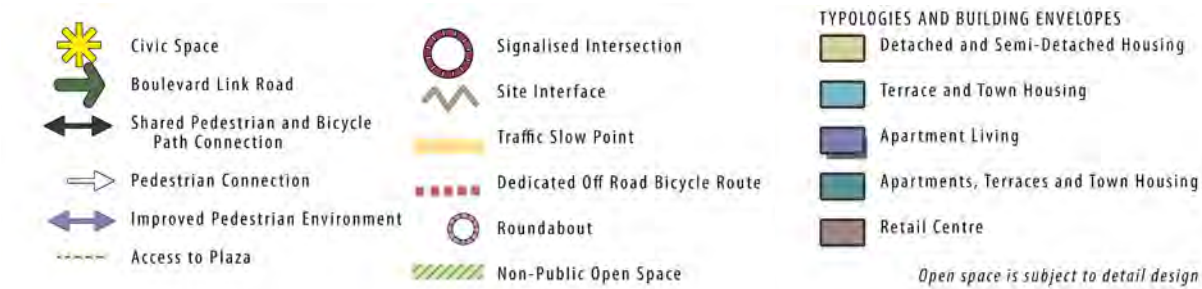 Civic Space
Boulevard Link Road
Shared Pedestrian and Bicycle
Path Connection
Pedestrian Connection
Improved Pedestrian Environment
Access to Plaza
Signalised Intersection
Site Interface
Traffic Slow Point
Dedicated Off Road Bicycle Route
Roundabout
Non-Public Open Space
TYPOLOGIES AND BUILDING ENVELOPES
Detached and Semi-Detached Housing
Terrace and Town Housing
Apartment Living
Apartments, Terraces and Town Housing
Retail Centre
Open space is subject to detail design